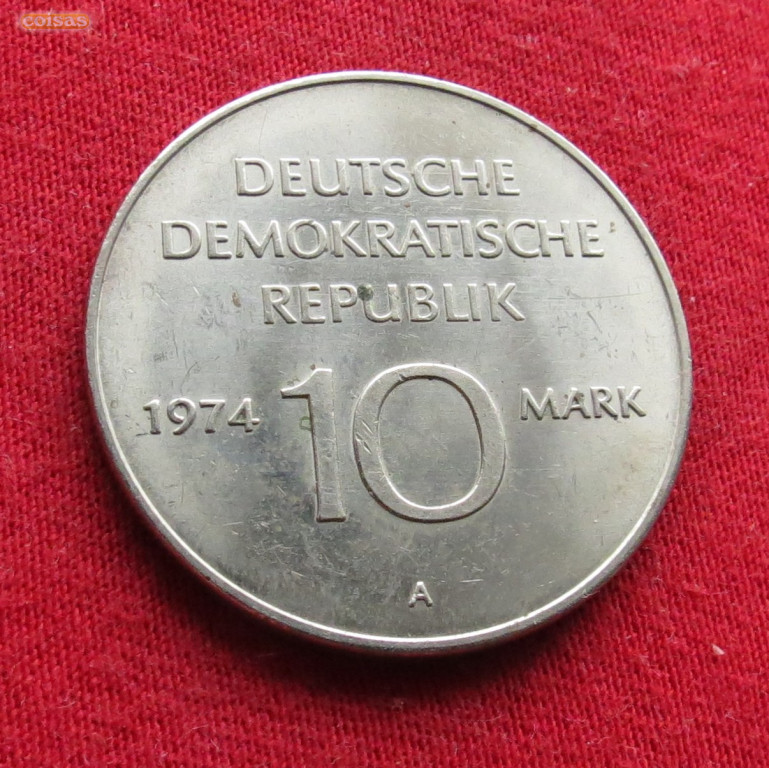 coisas
DEUTSCHE
DEMOKRATISCHE
REPUBLIK
1974 10 MARK
A